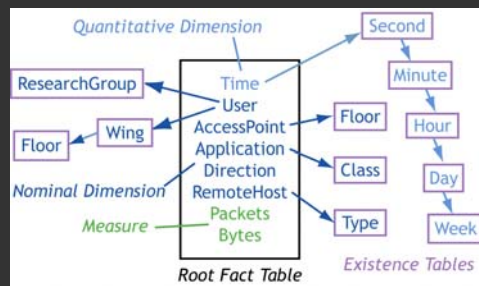 Quantitative Dimension
Second
Time
Minute
ResearchGroup
User
AccessPoint
Floor
Hour
Wing
Floor
Application
Class
Day
Nominal Dimension
Direction
RemoteHost
Type
Week
Measure
Packets
Bytes
Existence Tables
Root Fact Table